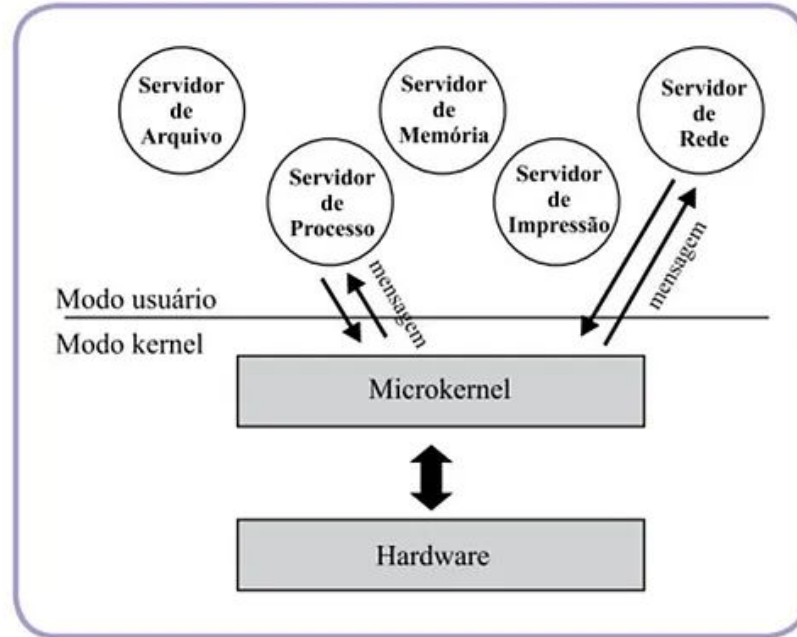 Servidor
de
Arquivo
Servidor
de
Memória
Servidor
de
Rede
Servidor
de
Processo
Servidor
de
Impressão
mensagem
mensagem
Modo usuário
Modo kernel
Microkernel
Hardware